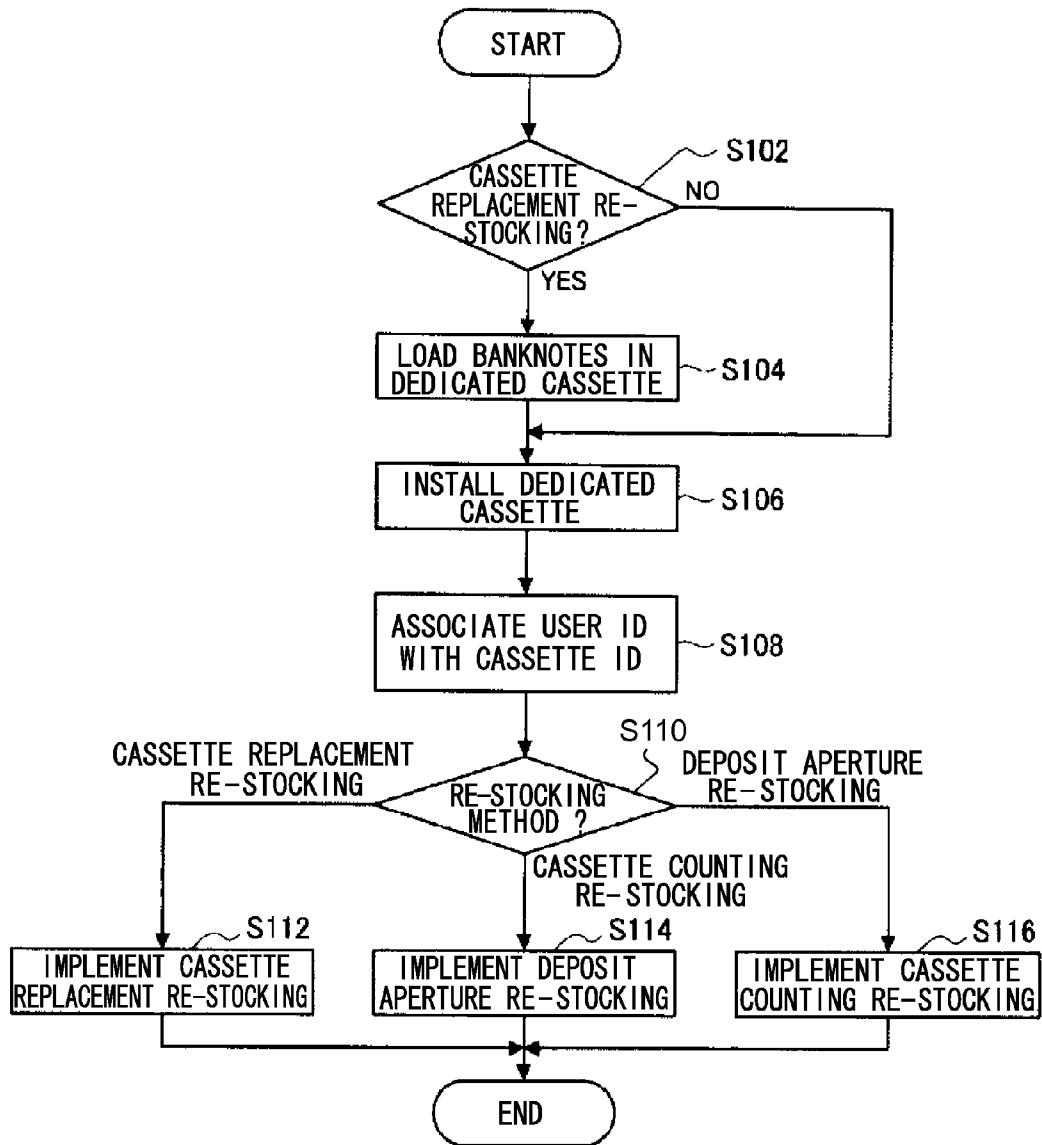 START
S102
CASSETTE
REPLACEMENT RE-
STOCKING?
NO
YES
LOAD BANKNOTES IN
DEDICATED CASSETTE
S104
INSTALL DEDICATED
CASSETTE
S106
ASSOCIATE USER ID
WITH CASSETTE ID
S108
S110
CASSETTE REPLACEMENT
RE-STOCKING
RE-STOCKING
METHOD ?
DEPOSIT APERTURE
RE-STOCKING
CASSETTE COUNTING
RE-STOCKING
S112
IMPLEMENT CASSETTE
REPLACEMENT RE-STOCKING
S114
IMPLEMENT DEPOSIT
APERTURE RE-STOCKING
S116
IMPLEMENT CASSETTE
COUNTING RE-STOCKING
END